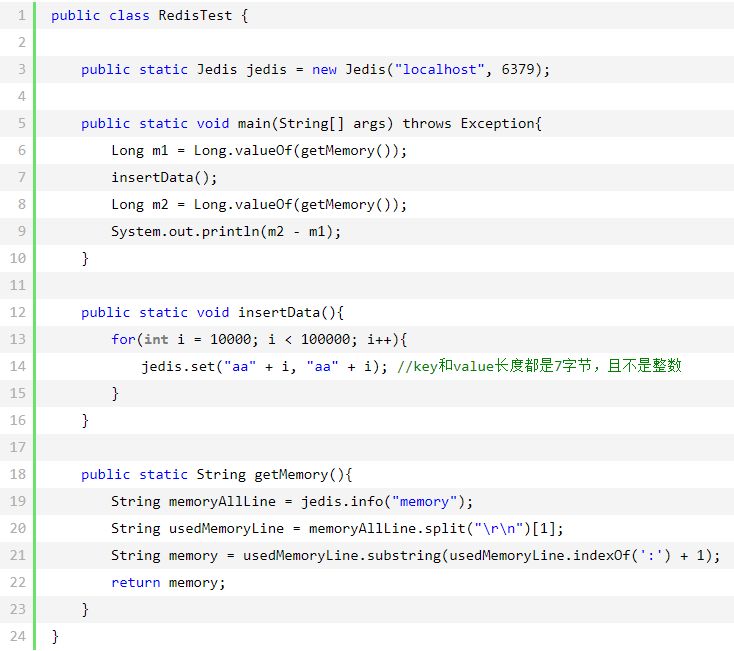 1 public class RedisTest {
2
3     public static Jedis jedis = new Jedis("localhost", 6379);
4
5     public static void main(String[] args) throws Exception{
6         Long m1 = Long.valueOf(getMemory());
7         insertData();
8         Long m2 = Long.valueOf(getMemory());
9         System.out.println(m2 - m1);
10     }
11
12     public static void insertData(){
13         for(int i = 10000; i < 100000; i++){
14             jedis.set("aa" + i, "aa" + i); //key和value长度都是7字节，且不是整数
15         }
16     }
17
18     public static String getMemory(){
19         String memoryAllLine = jedis.info("memory");
20         String usedMemoryLine = memoryAllLine.split("\r\n")[1];
21         String memory = usedMemoryLine.substring(usedMemoryLine.indexOf(':') + 1);
22         return memory;
23     }
24 }